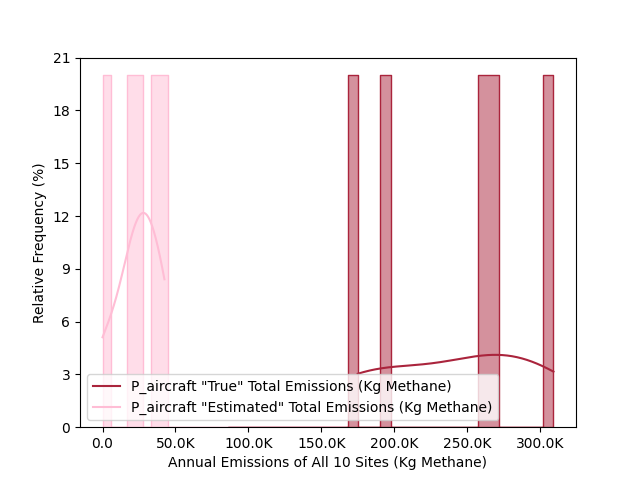 21
18
15
12
9
6
3
0
Relative Frequency (%)
P_aircraft "True" Total Emissions (Kg Methane)
P_aircraft "Estimated" Total Emissions (Kg Methane)
0.0 50.0K 100.0K 150.0K 200.0K 250.0K 300.0K
Annual Emissions of All 10 Sites (Kg Methane)